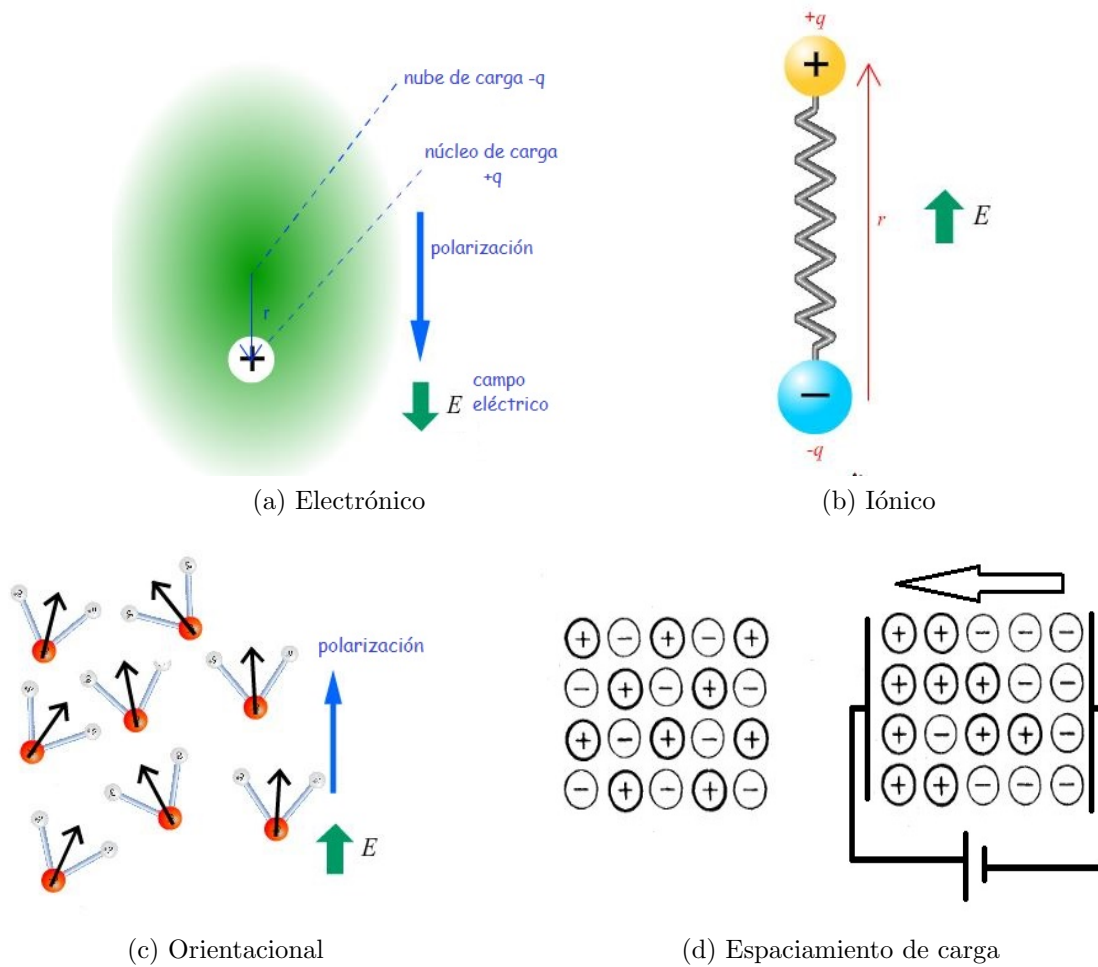 nube de carga -q
núcleo de carga
+q
polarización
r
+
campo
eléctrico
E
(a) Electrónico
+q
+
r
E
−
-q
(b) Iónico
polarización
E
(c) Orientacional
+ − + − +
− + − + −
+ − + − +
− + − + −
+ + − − −
+ + + − −
+ − + + −
+ + − − −
(d) Espaciamiento de carga